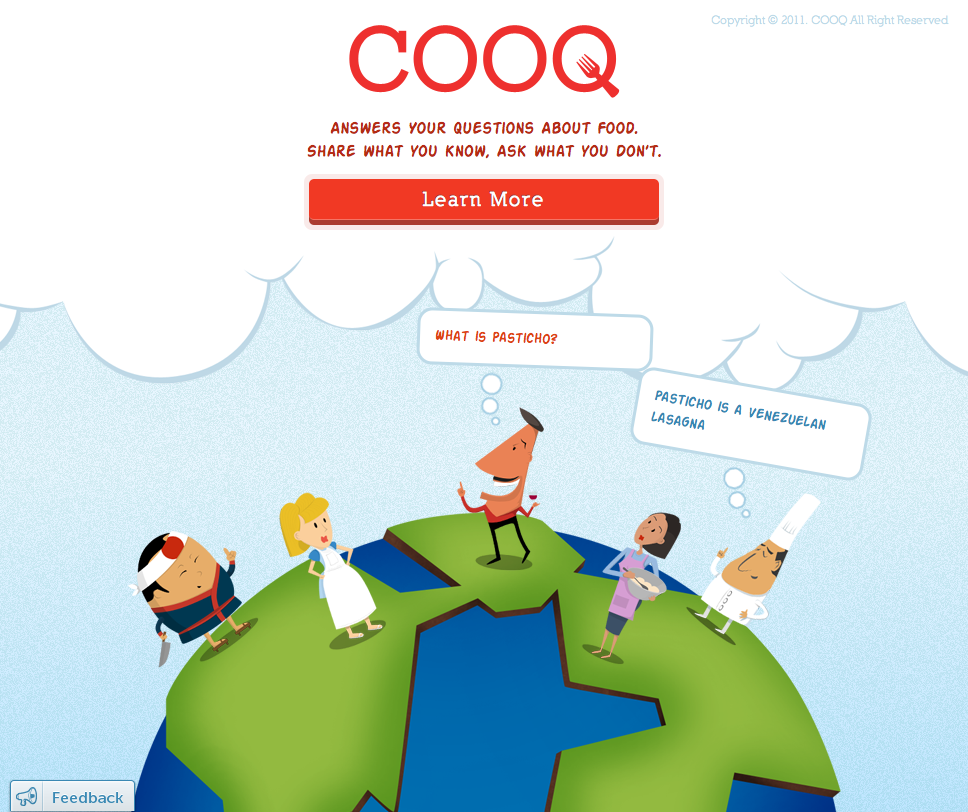 Copyright © 2011. COOQ All Right Reserved
COOQ
ANSWERS YOUR QUESTIONS ABOUT FOOD.
SHARE WHAT YOU KNOW, ASK WHAT YOU DON'T.
Learn More
WHAT IS PASTICHO?
PASTICHO IS A VENEZUELAN
LASAGNA
Feedback